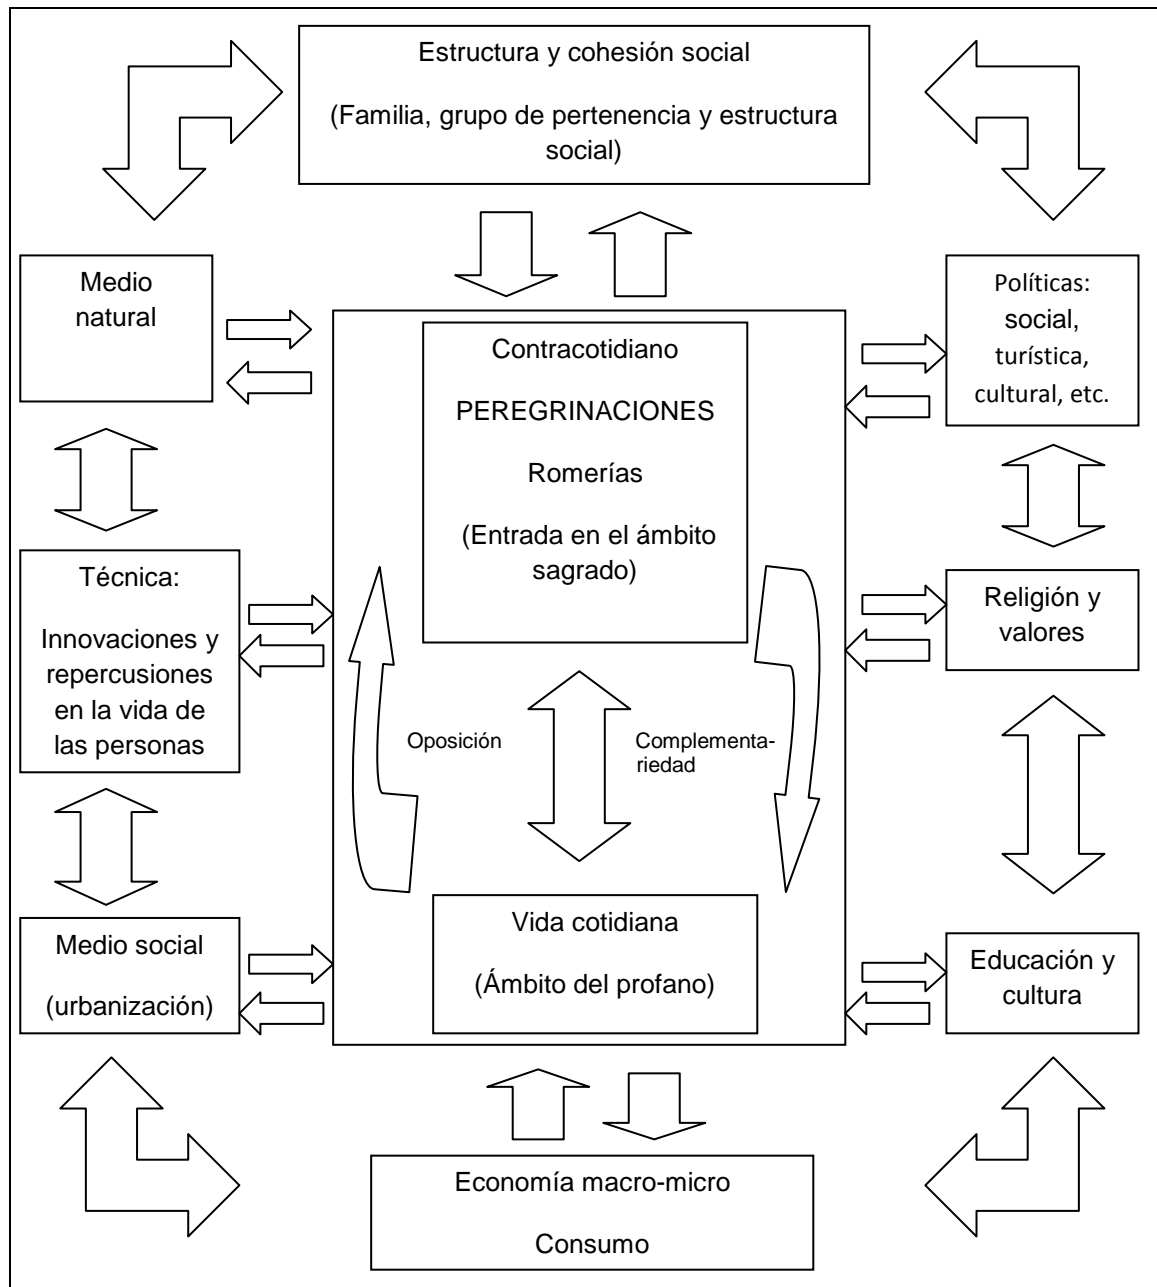 Estructura y cohesión social
(Familia, grupo de pertenencia y estructura
social)
Medio
natural
Contracotidiano
PEREGRINACIONES
Romerías
(Entrada en el ámbito
sagrado)
Políticas:
social,
turística,
cultural, etc.
Técnica:
Innovaciones y
repercusiones
en la vida de
las personas
Religión y
valores
Oposición
Complementa-
riedad
Medio social
(urbanización)
Vida cotidiana
(Ámbito del profano)
Educación y
cultura
Economía macro-micro
Consumo